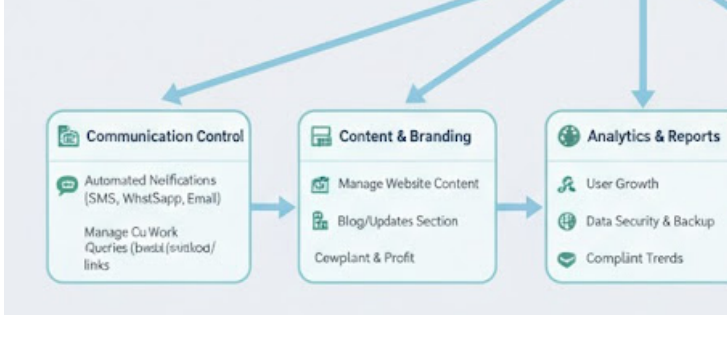 Communication Control
Automated Nelfications
(SMS, WhstSapp, Email)
Manage Cu Work
Queries
links
Content & Branding
Manage Website Content
Blog/Updates Section
Cewplant & Profit
Analytics & Reports
User Growth
Data Security & Backup
Complint Trerds